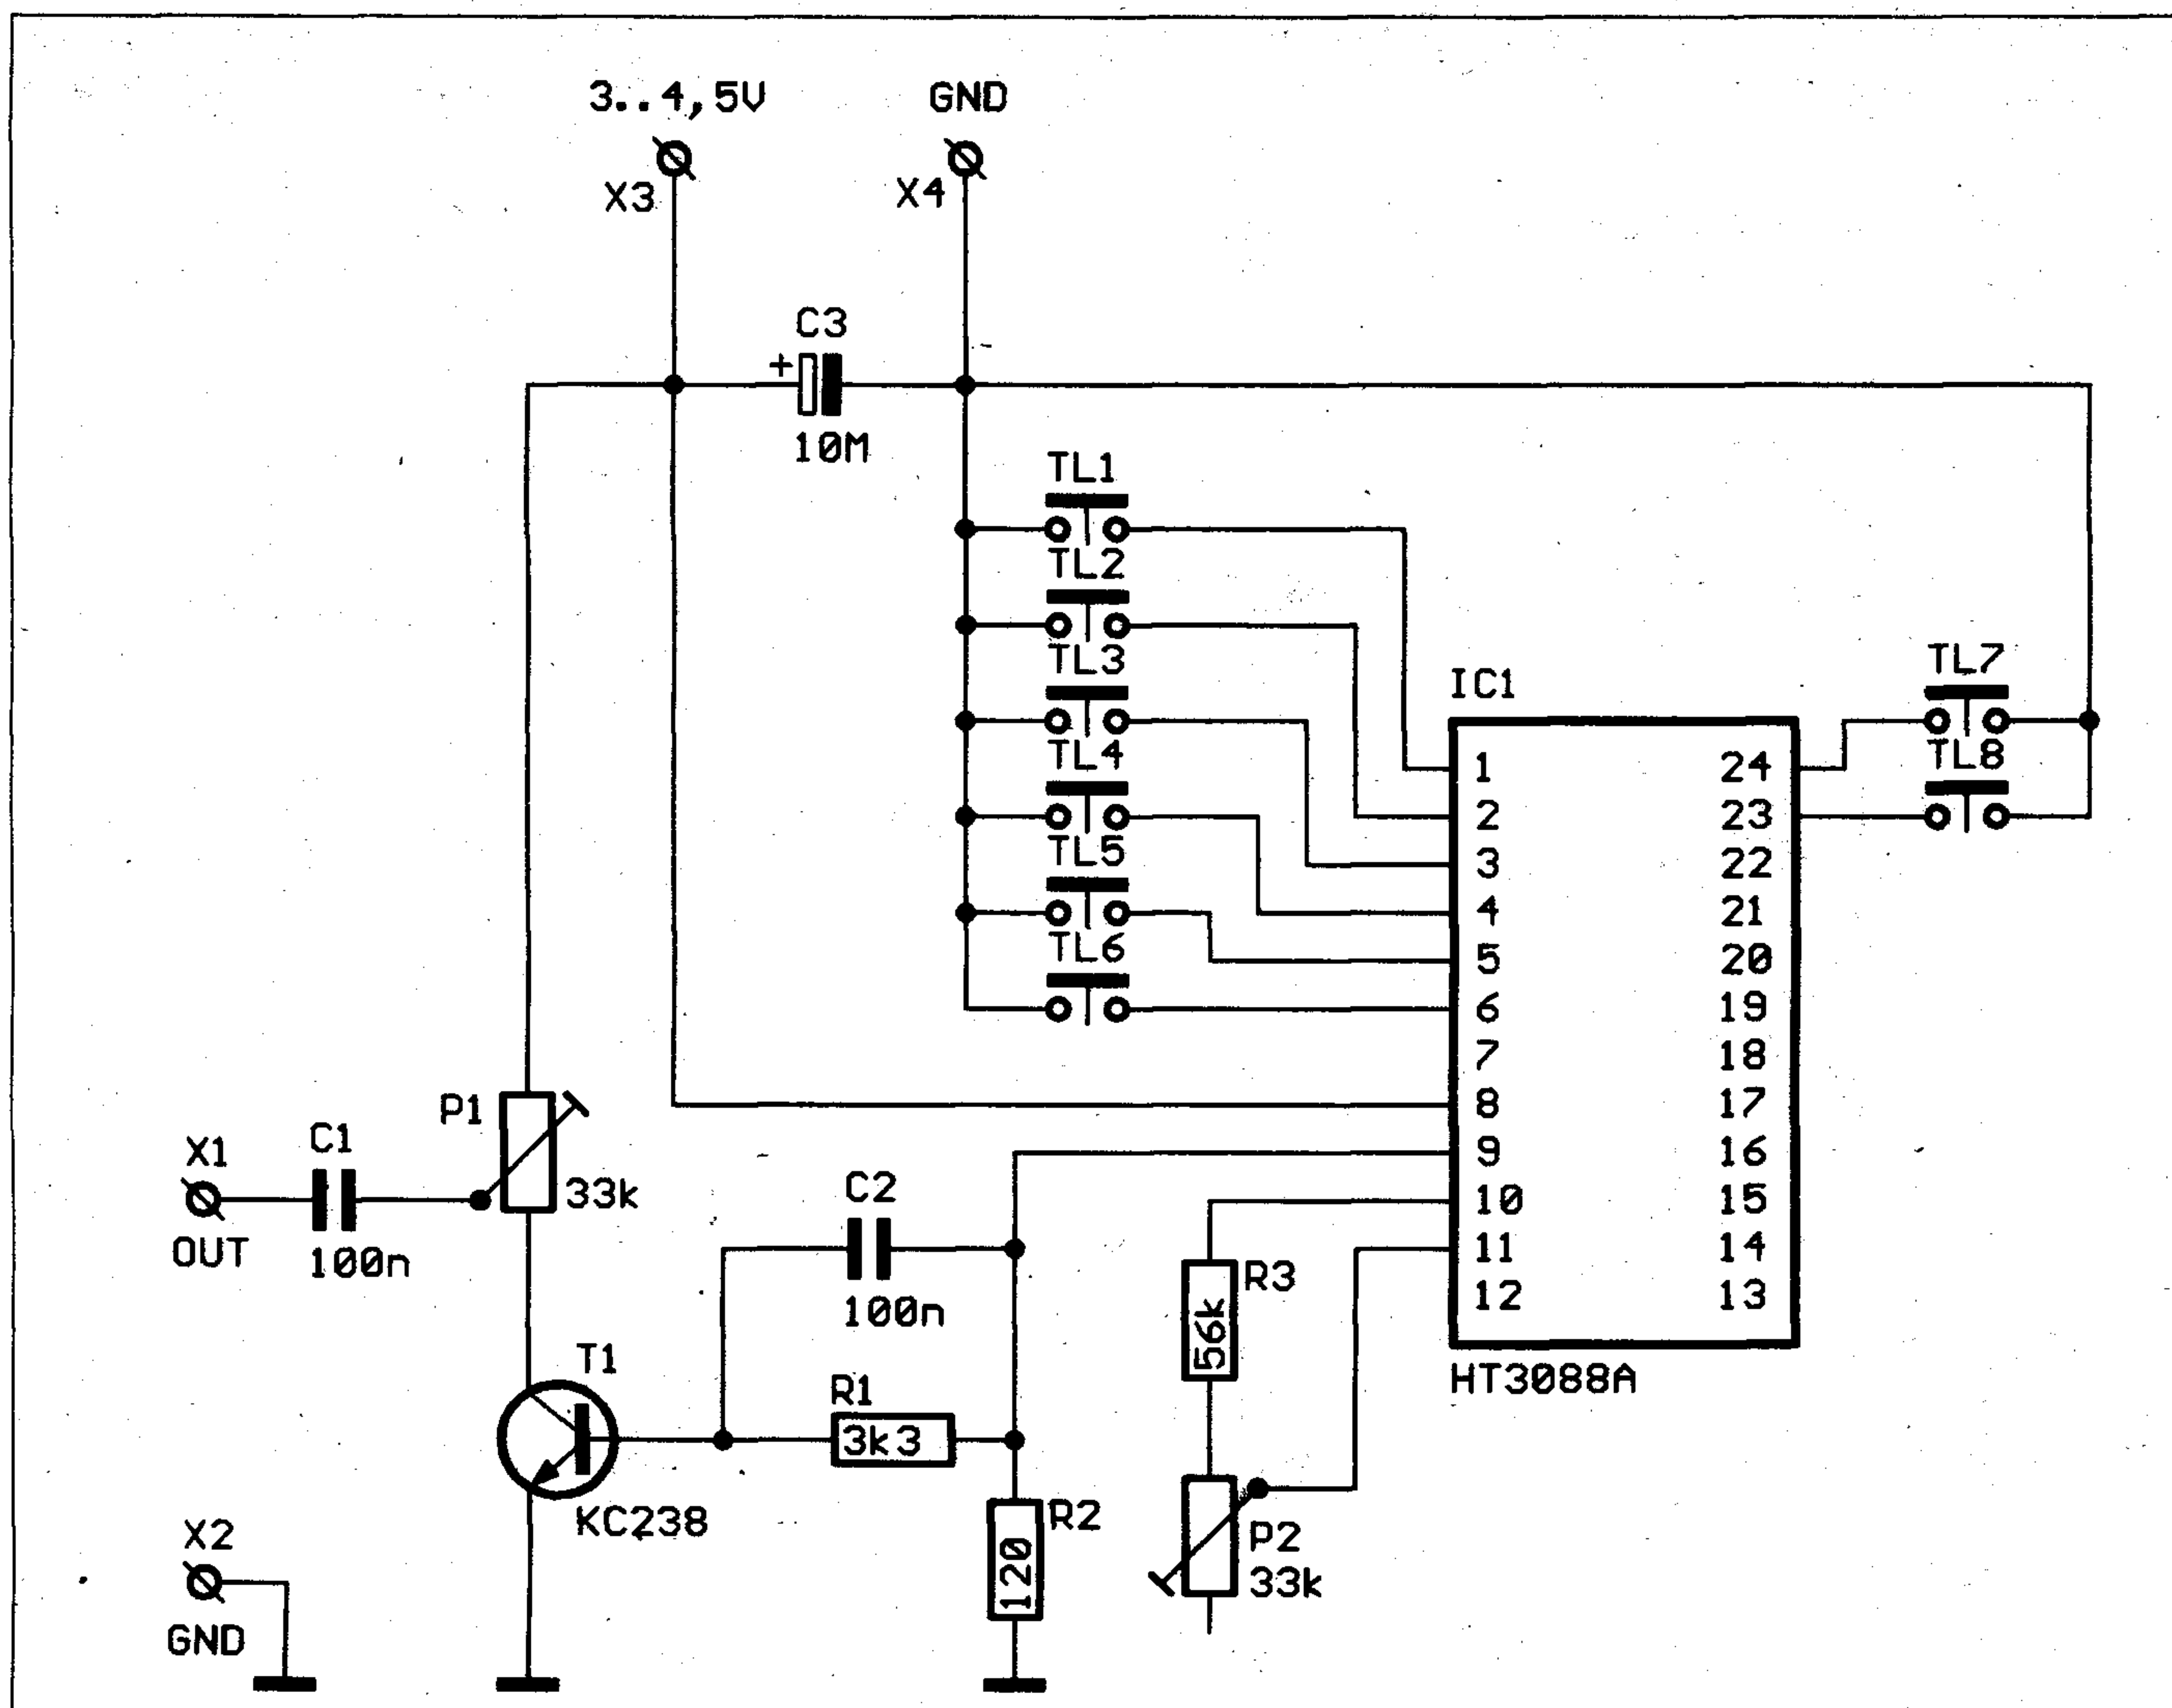 3..4,5V
GND
X3
X4
C3
+
10M
TL1
TL2
TL3
TL4
TL5
TL6
TL7
TL8
IC1
1 24
2 23
3 22
4 21
5 20
6 19
7 18
8 17
9 16
10 15
11 14
12 13
HT3088A
P1
33k
X1
C1
OUT
100n
C2
100n
R3
56k
T1
R1
3k3
KC238
R2
120
P2
33k
X2
GND